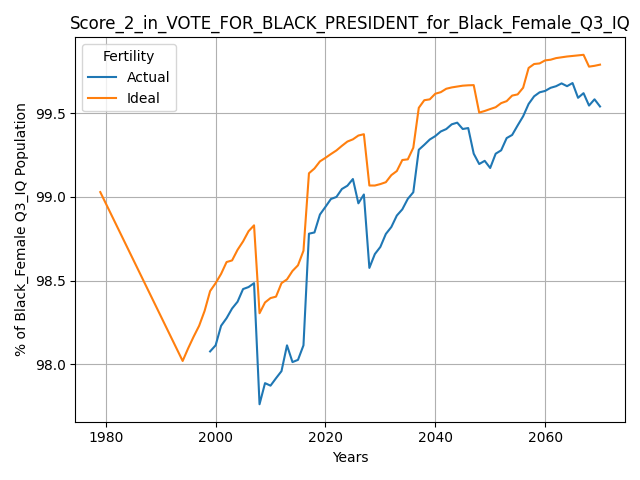 Score_2_in_VOTE_FOR_BLACK_PRESIDENT_for_Black_Female_Q3_IQ
Fertility
Actual
Ideal
% of Black_Female Q3_IQ Population
99.5
99.0
98.5
98.0
1980
2000
2020
2040
2060
Years